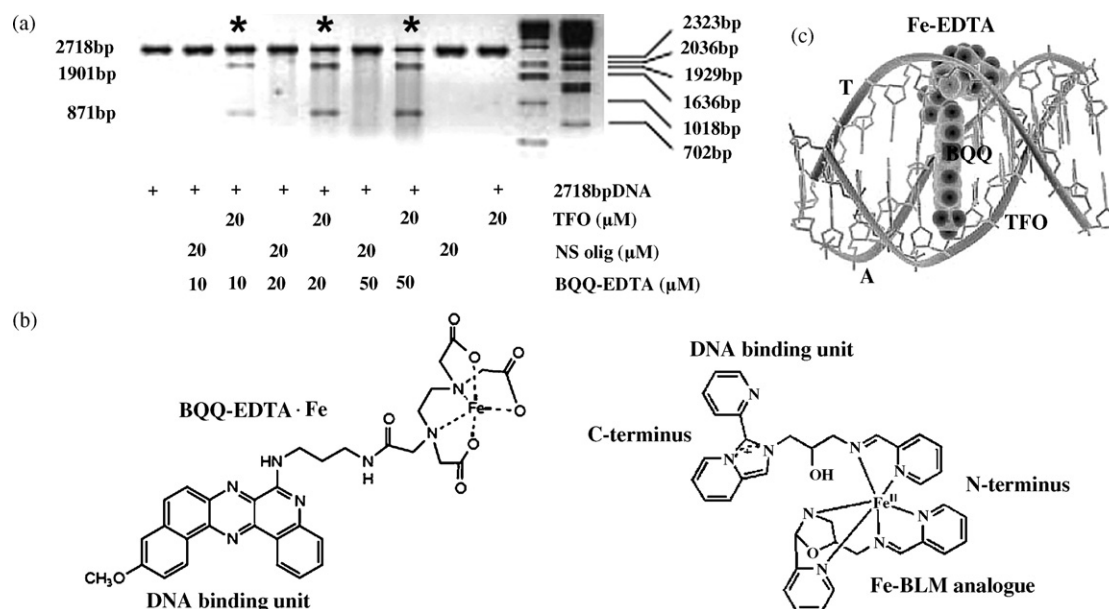 (a)
* * *
2718bp
1901bp
871bp
2323bp
2036bp
1929bp
1636bp
1018bp
702bp
+ + + + + + + + 2718bpDNA
20 20 20 20 TFO (µM)
20 20 20 20 NS olig (µM)
10 10 20 20 50 50 BQQ-EDTA (µM)
(c)
Fe-EDTA
T
BQQ
TFO
A
(b)
BQQ-EDTA · Fe
O
O
O
O
N
Fe
O
N
O
O
O
HN
N
H
N
N
N
CH₃O
DNA binding unit
DNA binding unit
N
C-terminus
N
N
OH
N
N
N-terminus
Feᴵᴵ
N
N
O
N
N
Fe-BLM analogue